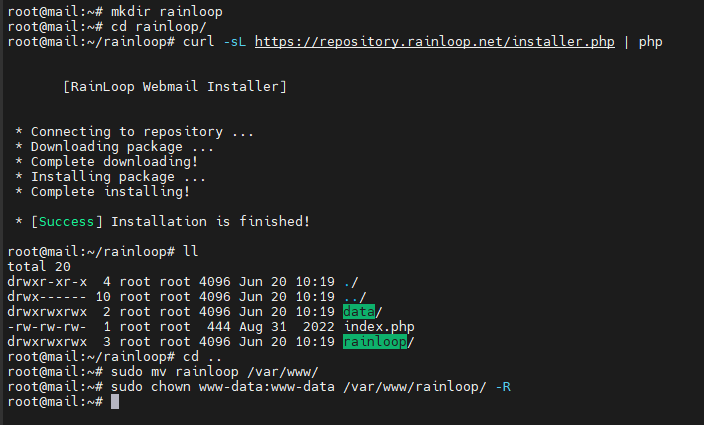 root@mail:~# mkdir rainloop
root@mail:~# cd rainloop/
root@mail:~/rainloop# curl -sL https://repository.rainloop.net/installer.php | php
[RainLoop Webmail Installer]
* Connecting to repository ...
* Downloading package ...
* Complete downloading!
* Installing package ...
* Complete installing!
* [Success] Installation is finished!
root@mail:~/rainloop# ll
total 20
drwxr-xr-x  4 root root 4096 Jun 20 10:19 ./
drwx------ 10 root root 4096 Jun 20 10:19 ../
drwxrwxrwx  2 root root 4096 Jun 20 10:19 data/
-rw-rw-rw-  1 root root  444 Aug 31  2022 index.php
drwxrwxrwx  3 root root 4096 Jun 20 10:19 rainloop/
root@mail:~/rainloop# cd ..
root@mail:~# sudo mv rainloop /var/www/
root@mail:~# sudo chown www-data:www-data /var/www/rainloop/ -R
root@mail:~#